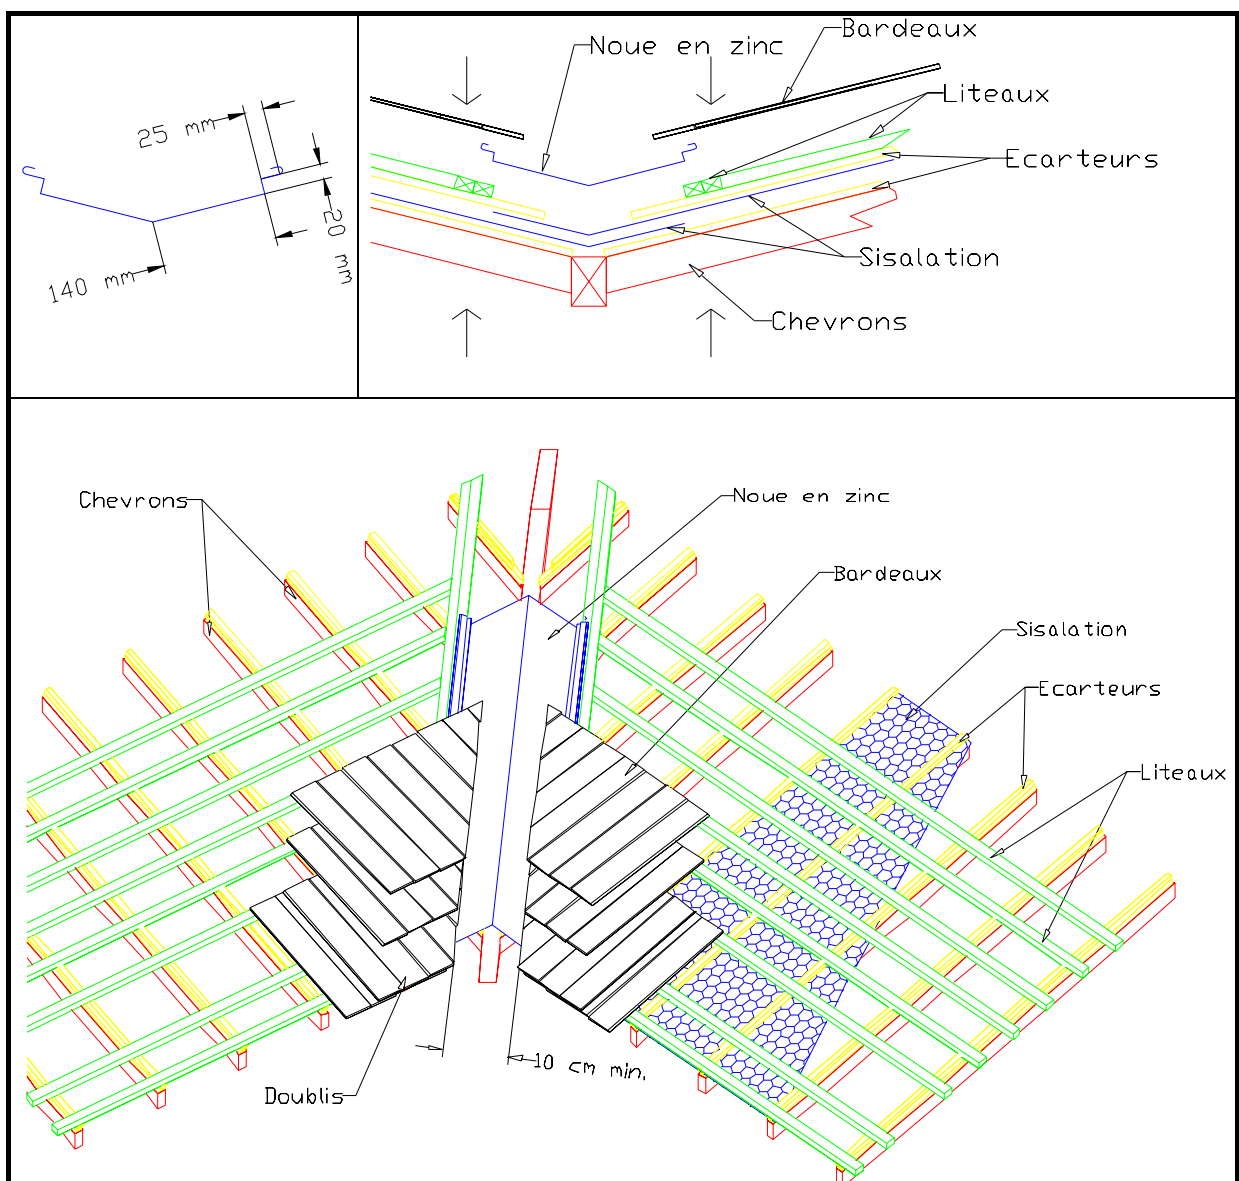 25 mm
20 mm
140 mm
Noue en zinc
Bardeaux
Liteaux
Ecarteurs
Sisalation
Chevrons
Chevrons
Noue en zinc
Bardeaux
Sisalation
Ecarteurs
Liteaux
10 cm min.
Doublis